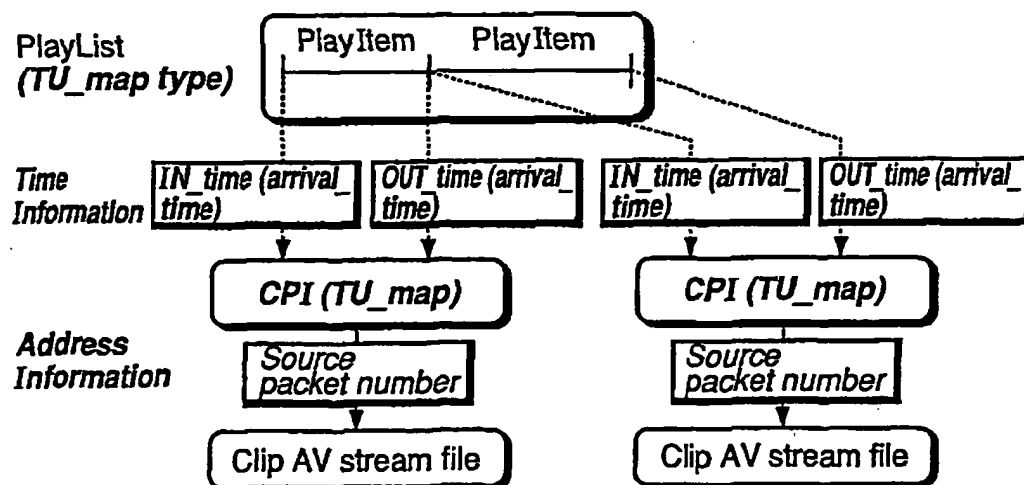 PlayItem PlayItem
PlayList
(TU_map type)
Time
Information
IN_time (arrival_
time)
OUT_time (arrival_
time)
IN_time (arrival_
time)
OUT_time (arrival_
time)
CPI (TU_map)
CPI (TU_map)
Address
Information
Source
packet number
Source
packet number
Clip AV stream file
Clip AV stream file